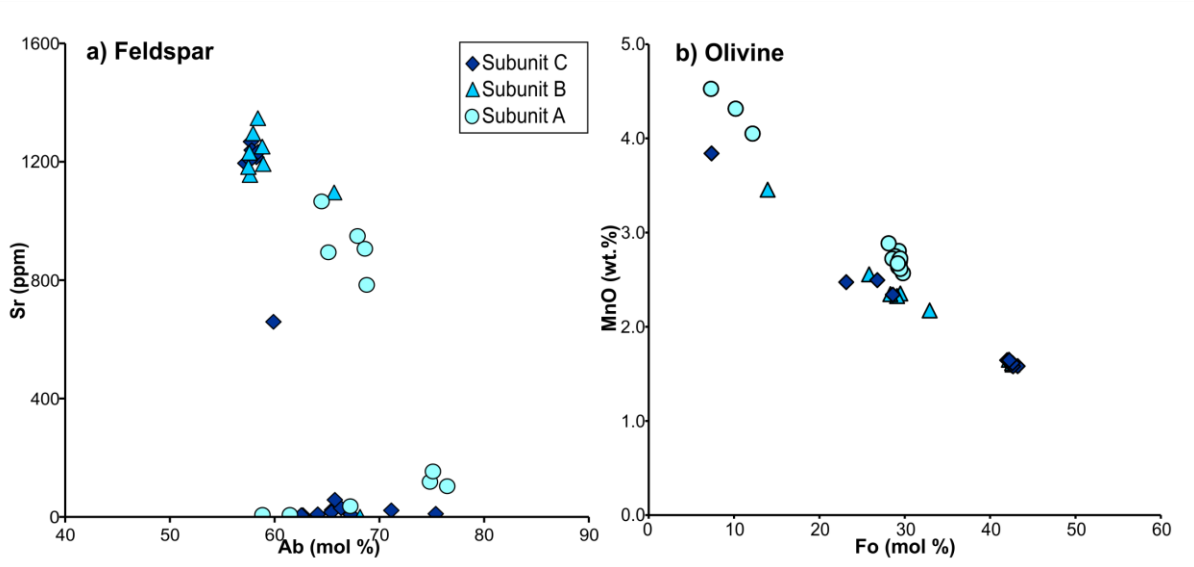 a) Feldspar
Subunit C
Subunit B
Subunit A
1600
1200
800
400
0
Sr (ppm)
40 50 60 70 80 90
Ab (mol %)
b) Olivine
5.0
4.0
3.0
2.0
1.0
0.0
MnO (wt.%)
0 10 20 30 40 50 60
Fo (mol %)